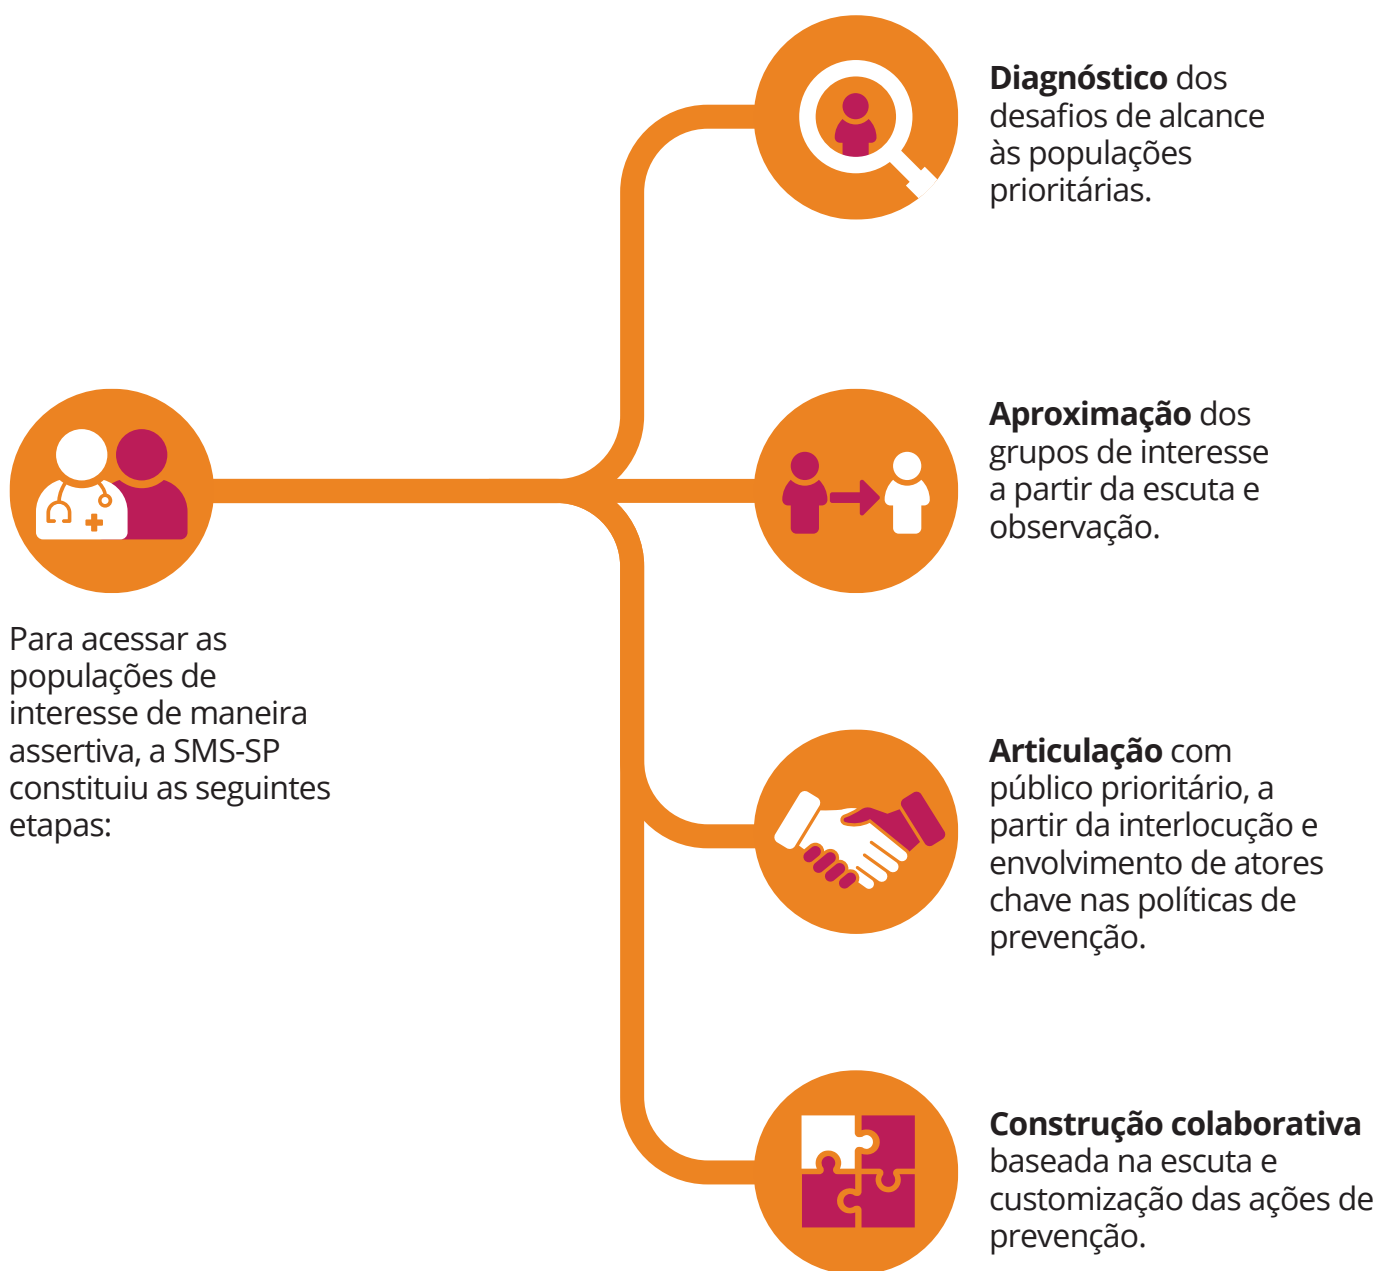 Para acessar as
populações de
interesse de maneira
assertiva, a SMS-SP
constituiu as seguintes
etapas:
Diagnóstico dos
desafios de alcance
às populações
prioritárias.
Aproximação dos
grupos de interesse
a partir da escuta e
observação.
Articulação com
público prioritário, a
partir da interlocução e
envolvimento de atores
chave nas políticas de
prevenção.
Construção colaborativa
baseada na escuta e
customização das ações de
prevenção.